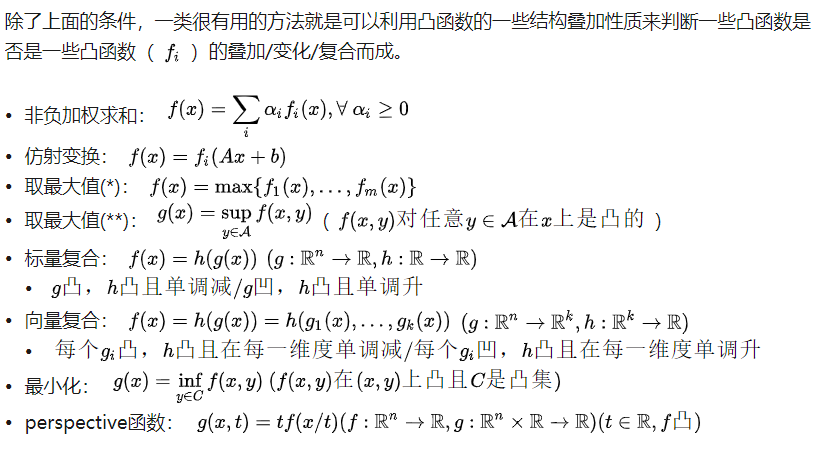 除了上面的条件，一类很有用的方法就是可以利用凸函数的一些结构叠加性质来判断一些凸函数是
否是一些凸函数（ $f_i$ ）的叠加/变化/复合而成。
• 非负加权求和： $f(x) = \sum_i \alpha_i f_i(x), \forall\, \alpha_i \geq 0$
• 仿射变换： $f(x) = f_i(Ax + b)$
• 取最大值(*)： $f(x) = \max\{f_1(x), \ldots, f_m(x)\}$
• 取最大值(**)： $g(x) = \sup_{y \in \mathcal{A}} f(x, y)$ ( $f(x, y)$对任意$y \in \mathcal{A}$在$x$上是凸的 )
• 标量复合： $f(x) = h(g(x))$ $(g : \mathbb{R}^n \to \mathbb{R}, h : \mathbb{R} \to \mathbb{R})$
• $g$凸，$h$凸且单调减/$g$凹，$h$凸且单调升
• 向量复合： $f(x) = h(g(x)) = h(g_1(x), \ldots, g_k(x))$ $(g : \mathbb{R}^n \to \mathbb{R}^k, h : \mathbb{R}^k \to \mathbb{R})$
• 每个$g_i$凸，$h$凸且在每一维度单调减/每个$g_i$凹，$h$凸且在每一维度单调升
• 最小化： $g(x) = \inf_{y \in C} f(x, y)$ ($f(x, y)$在$(x, y)$上凸且$C$是凸集)
• perspective函数： $g(x, t) = tf(x/t)(f : \mathbb{R}^n \to \mathbb{R}, g : \mathbb{R}^n \times \mathbb{R} \to \mathbb{R})(t \in \mathbb{R}, f凸)$